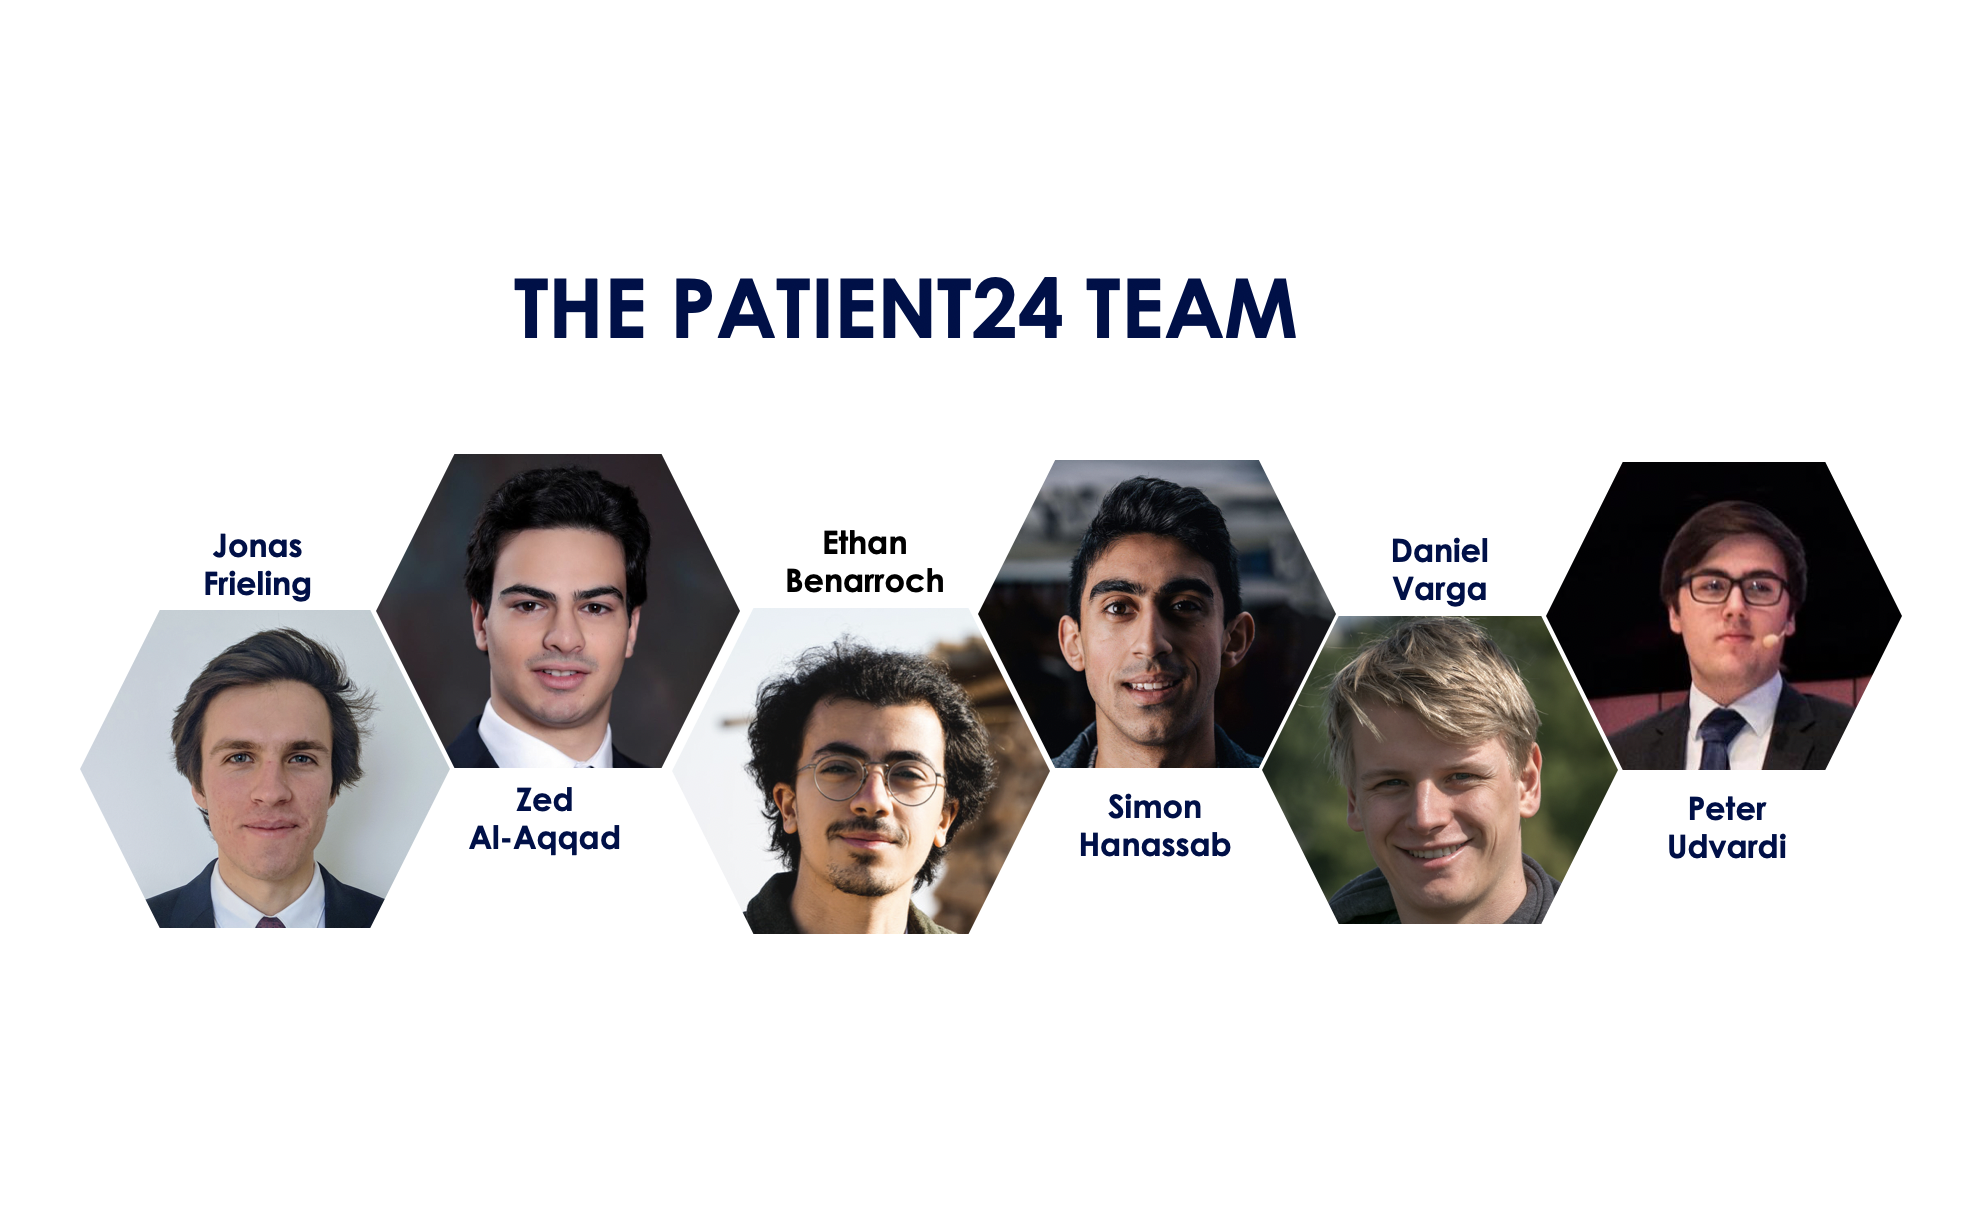 THE PATIENT24 TEAM
Jonas
Frieling
Zed
Al-Aqqad
Ethan
Benarroch
Simon
Hanassab
Daniel
Varga
Peter
Udvardi